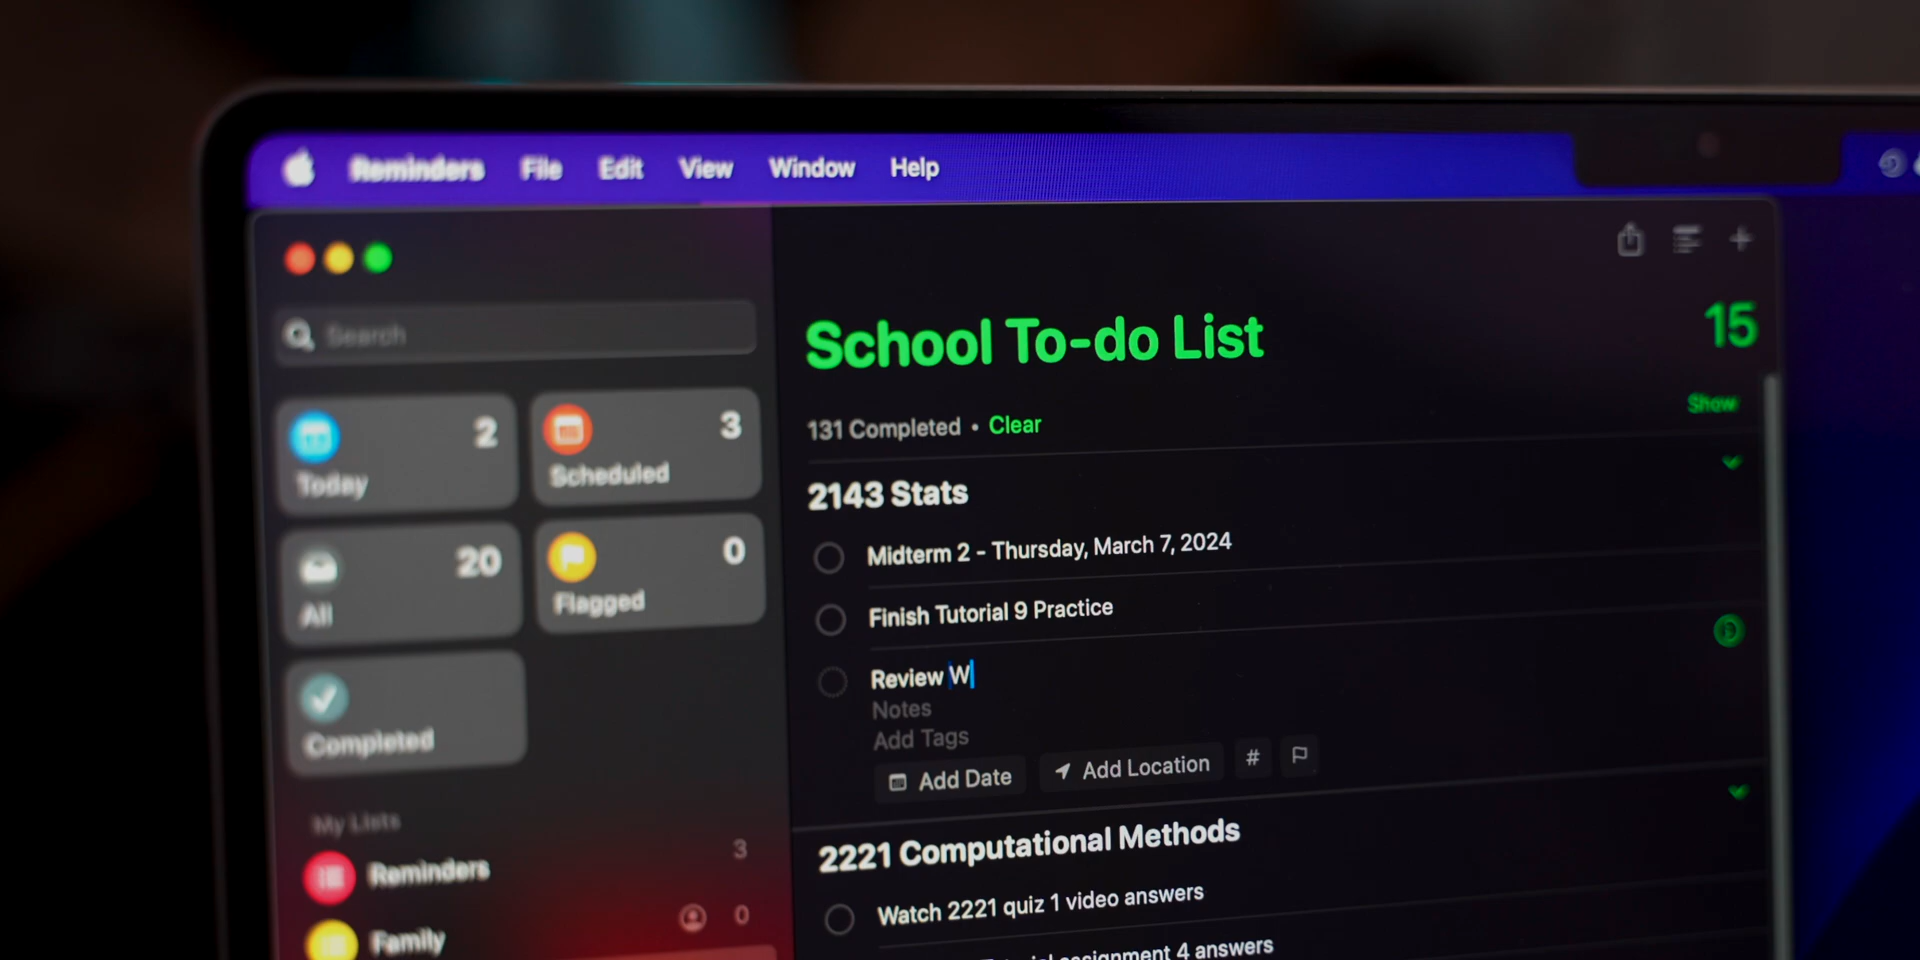 Reminders File Edit View Window Help
Search
2
Today
3
Scheduled
20
All
0
Flagged
Completed
My Lists
Reminders 3
Family 0
School To-do List 15
131 Completed • Clear
Show
2143 Stats
Midterm 2 - Thursday, March 7, 2024
Finish Tutorial 9 Practice
Review W
Notes
Add Tags
Add Date Add Location #
2221 Computational Methods
Watch 2221 quiz 1 video answers
assignment 4 answers